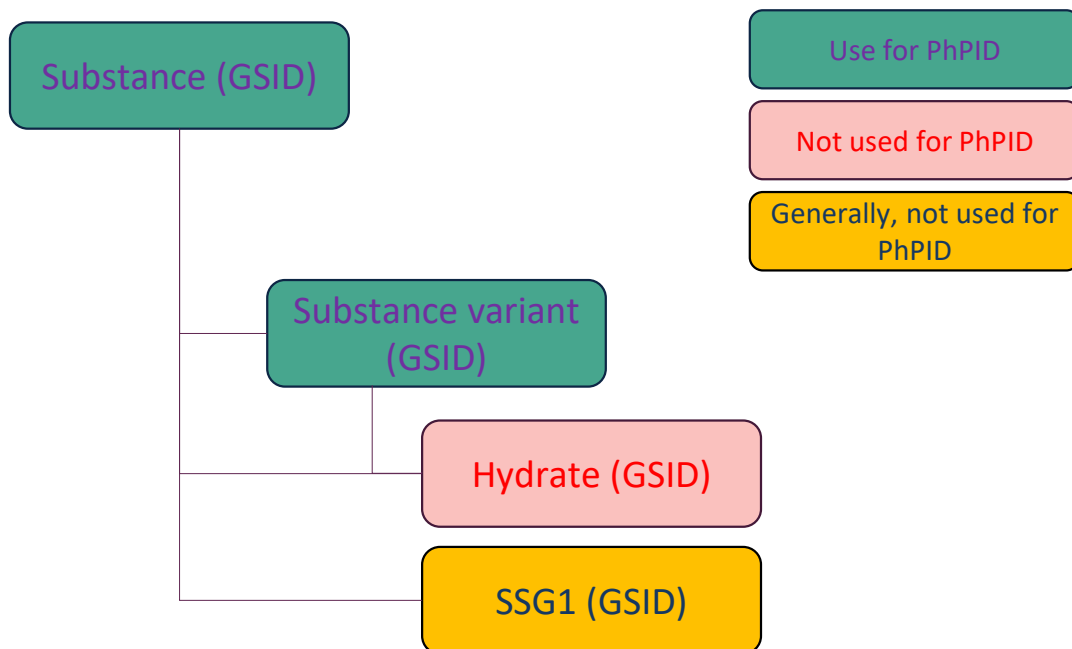 Substance (GSID)
Use for PhPID
Not used for PhPID
Generally, not used for
PhPID
Substance variant
(GSID)
Hydrate (GSID)
SSG1 (GSID)